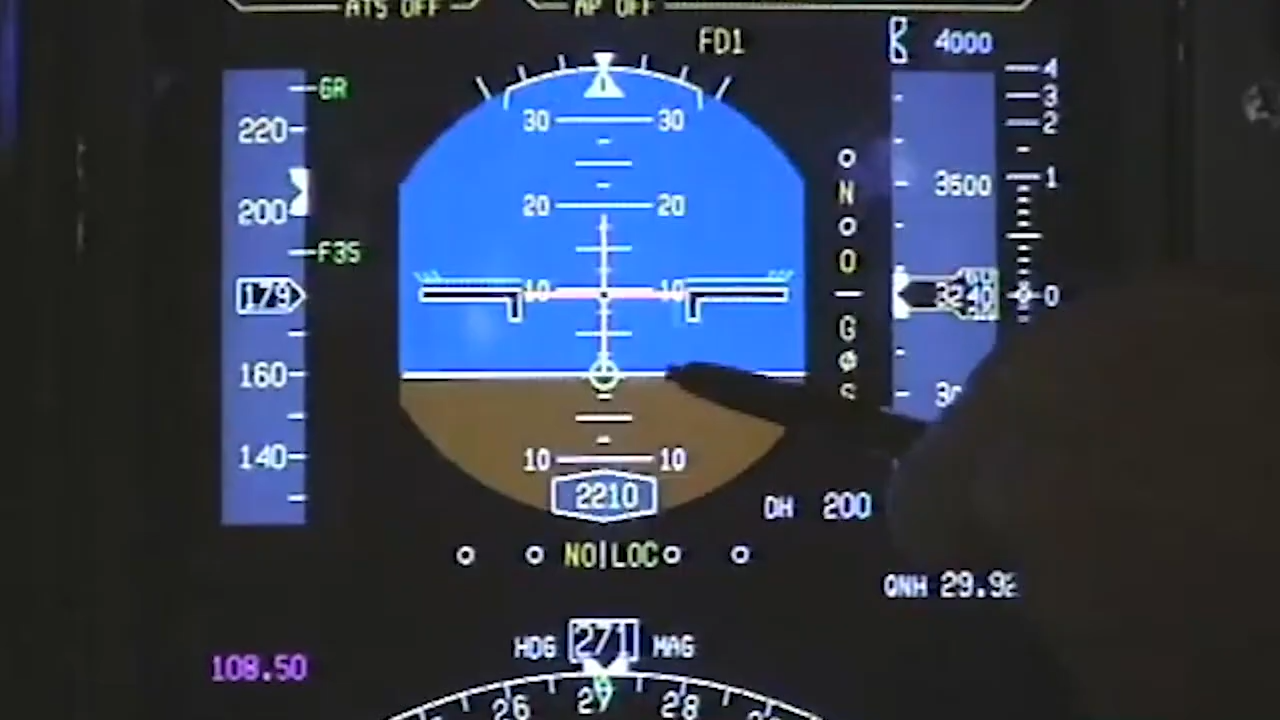 ATS OFF
AP OFF
FD1
4000
GR
220
200
F35
179
160
140
30 30
20 20
10 10
10 10
2210
N
O
G
S
4
3
2
1
0
3500
3240
DH 200
NO LOC
QNH 29.92
HDG 271 MAG
108.50
26 27 28